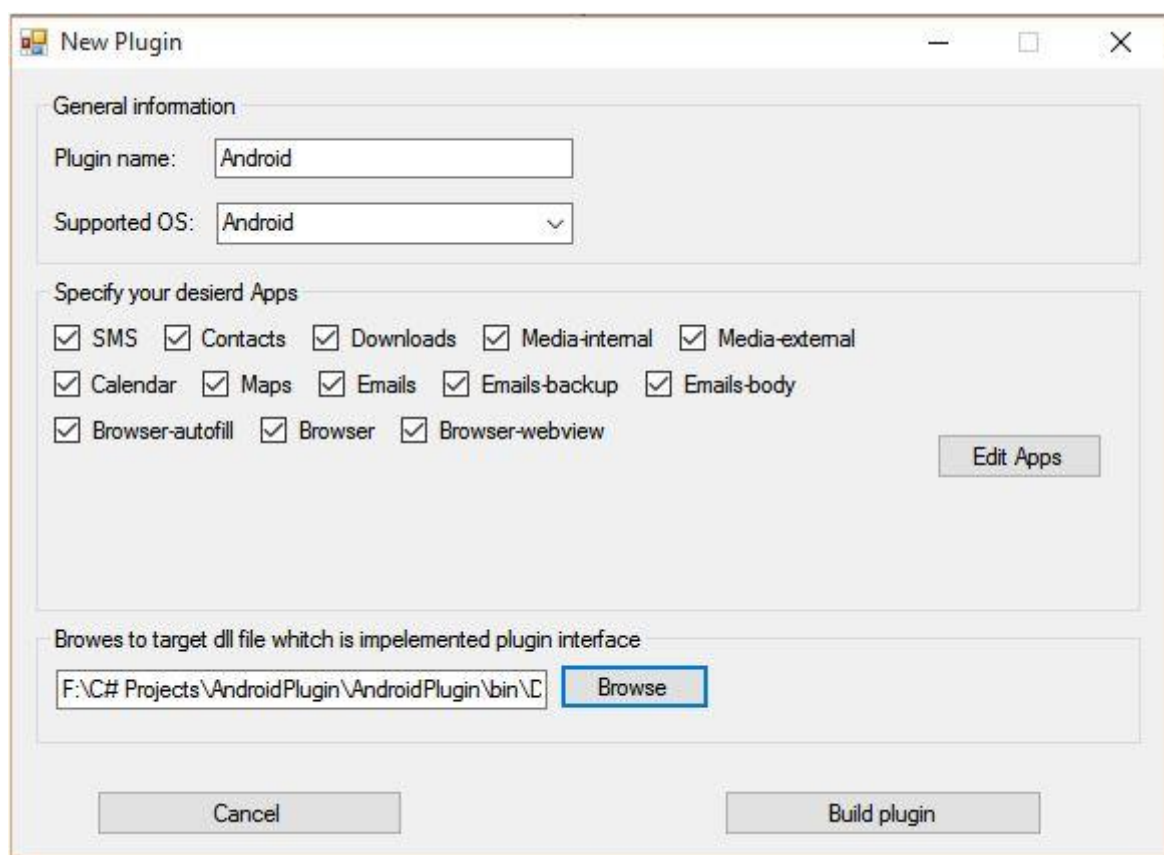 New Plugin
General information
Plugin name: Android
Supported OS: Android
Specify your desierd Apps
SMS Contacts Downloads Media-internal Media-external
Calendar Maps Emails Emails-backup Emails-body
Browser-autofill Browser Browser-webview
Edit Apps
Browes to target dll file whitch is impelemented plugin interface
F:\C# Projects\AndroidPlugin\AndroidPlugin\bin\D Browse
Cancel Build plugin